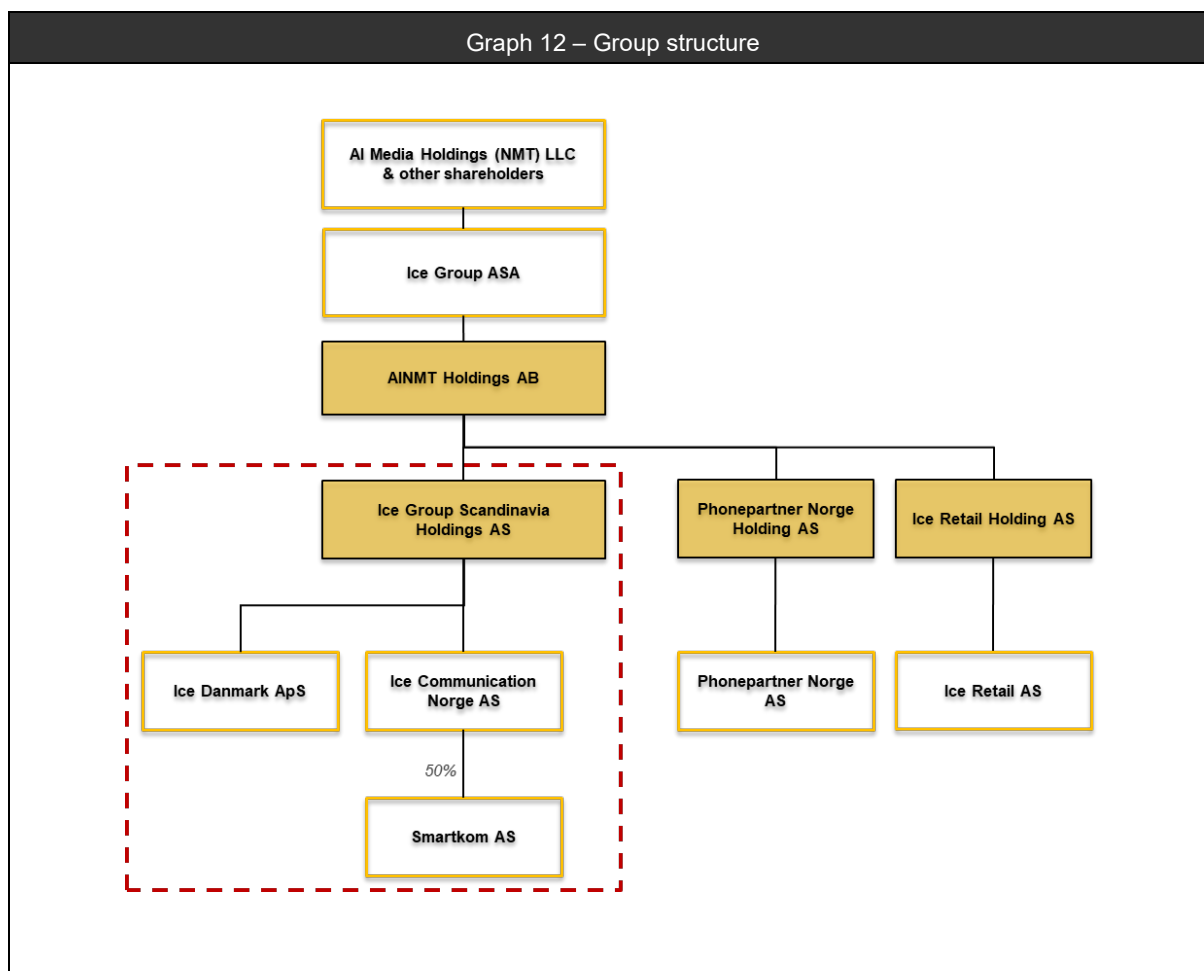 Graph 12 – Group structure
AI Media Holdings (NMT) LLC
& other shareholders
Ice Group ASA
AINMT Holdings AB
Ice Group Scandinavia
Holdings AS
Phonepartner Norge
Holding AS
Ice Retail Holding AS
Ice Danmark ApS
Ice Communication
Norge AS
Phonepartner Norge
AS
Ice Retail AS
50%
Smartkom AS